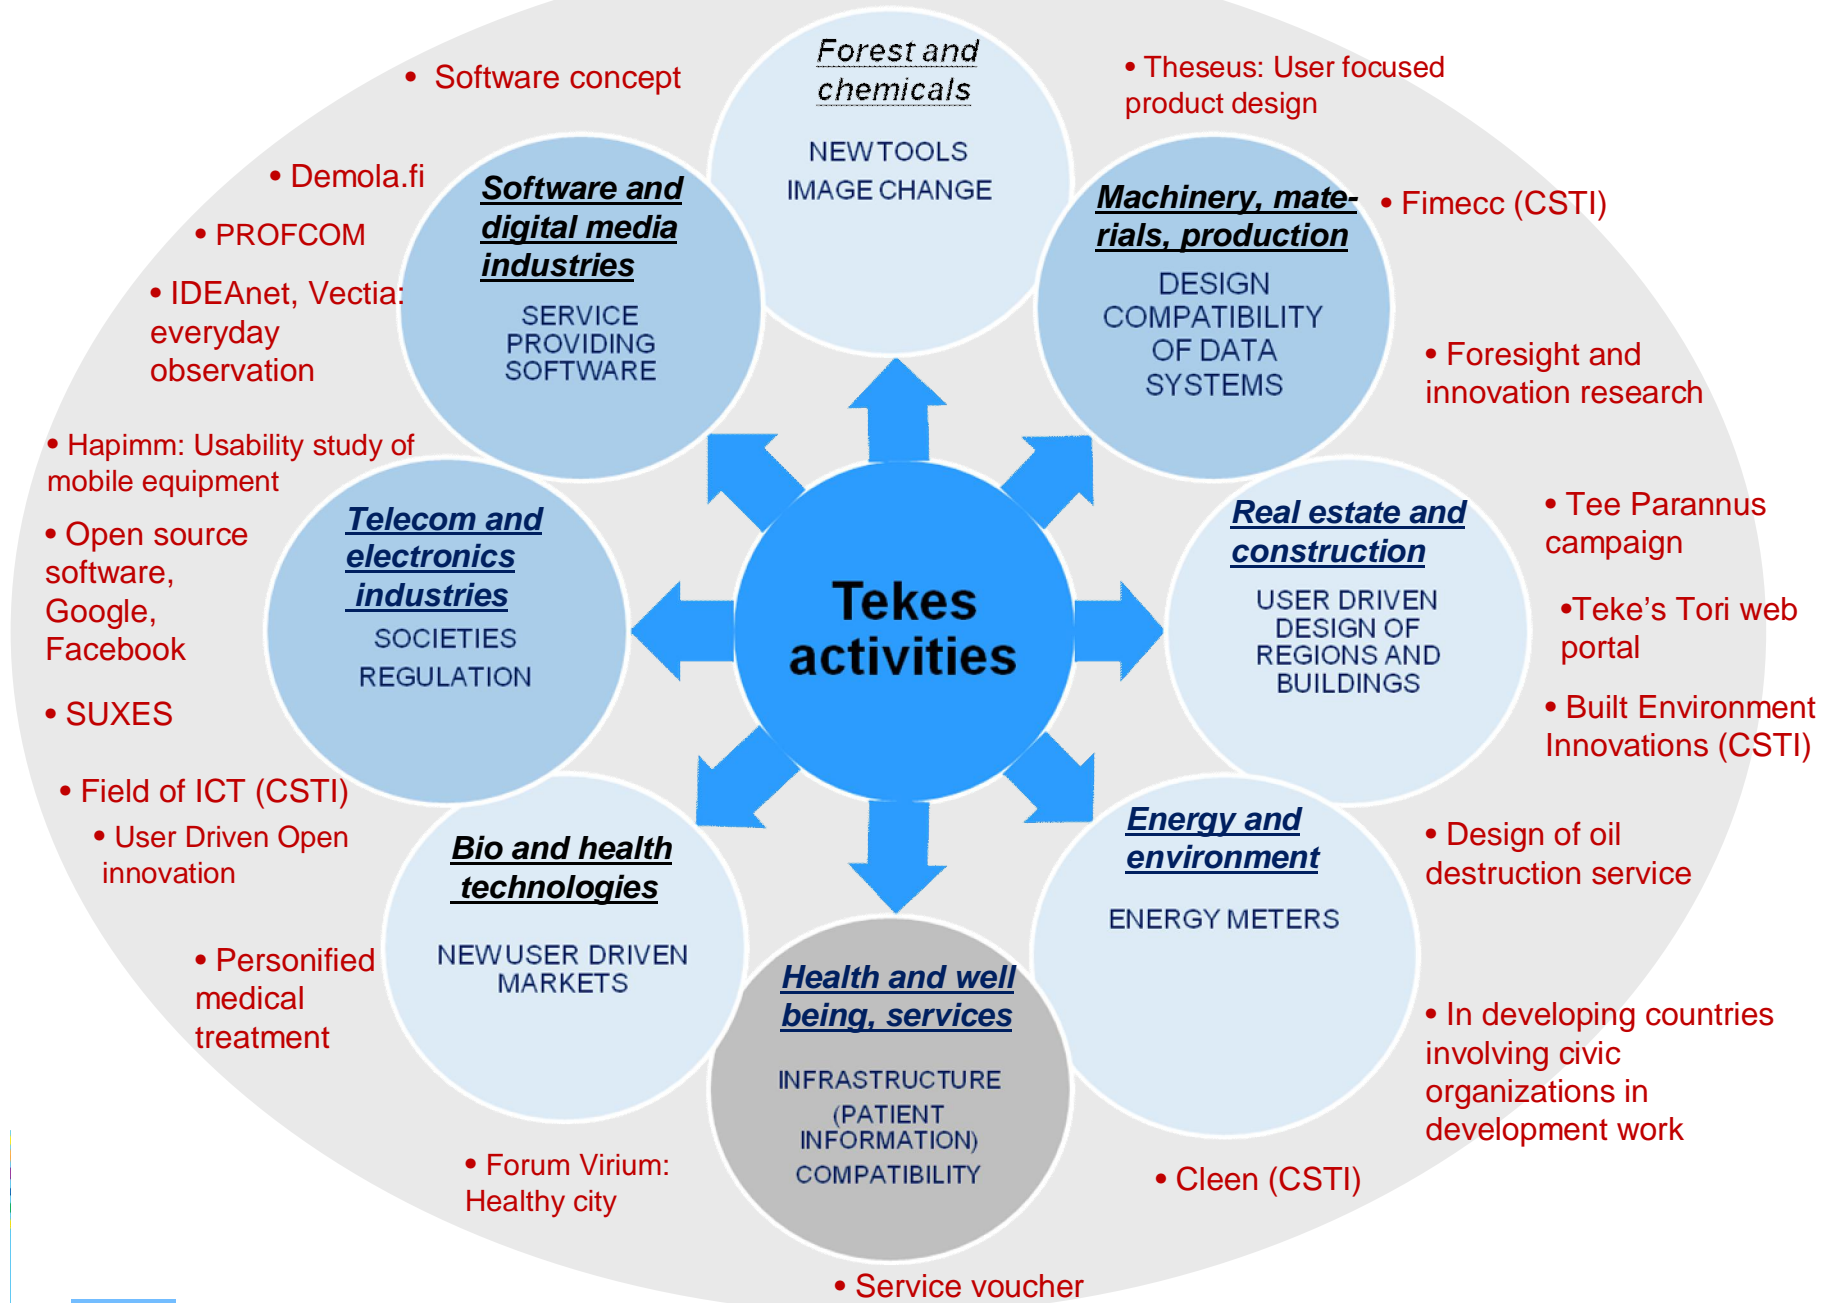 Forest and
chemicals
NEW TOOLS
IMAGE CHANGE
• Software concept
• Theseus: User focused
product design
• Demola.fi
• PROFCOM
• IDEAnet, Vectia:
everyday
observation
Software and
digital media
industries
SERVICE
PROVIDING
SOFTWARE
Machinery, mate-
rials, production
DESIGN
COMPATIBILITY
OF DATA
SYSTEMS
• Fimecc (CSTI)
• Foresight and
innovation research
• Hapimm: Usability study of
mobile equipment
• Open source
software,
Google,
Facebook
• SUXES
• Field of ICT (CSTI)
• User Driven Open
innovation
Telecom and
electronics
industries
SOCIETIES
REGULATION
Tekes
activities
Real estate and
construction
USER DRIVEN
DESIGN OF
REGIONS AND
BUILDINGS
• Tee Parannus
campaign
•Teke’s Tori web
portal
• Built Environment
Innovations (CSTI)
Bio and health
technologies
NEW USER DRIVEN
MARKETS
• Personified
medical
treatment
• Forum Virium:
Healthy city
Health and well
being, services
INFRASTRUCTURE
(PATIENT
INFORMATION)
COMPATIBILITY
• Service voucher
Energy and
environment
ENERGY METERS
• Design of oil
destruction service
• In developing countries
involving civic
organizations in
development work
• Cleen (CSTI)